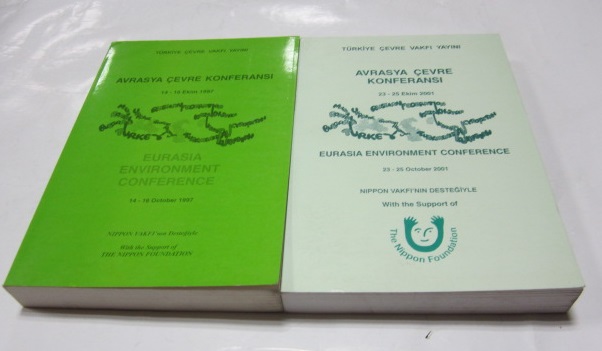 TÜRKİYE ÇEVRE VAKFI YAYINI
AVRASYA ÇEVRE KONFERANSI
14 - 16 Ekim 1997
EURASIA
ENVIRONMENT
CONFERENCE
14 - 16 October 1997
NIPPON VAKFI'nın Desteğiyle
With the Support of
THE NIPPON FOUNDATION
TÜRKİYE ÇEVRE VAKFI YAYINI
AVRASYA ÇEVRE
KONFERANSI
23 - 25 Ekim 2001
EURASIA ENVIRONMENT CONFERENCE
23 - 25 October 2001
NIPPON VAKFI'NIN DESTEĞİYLE
With the Support of
The Nippon Foundation